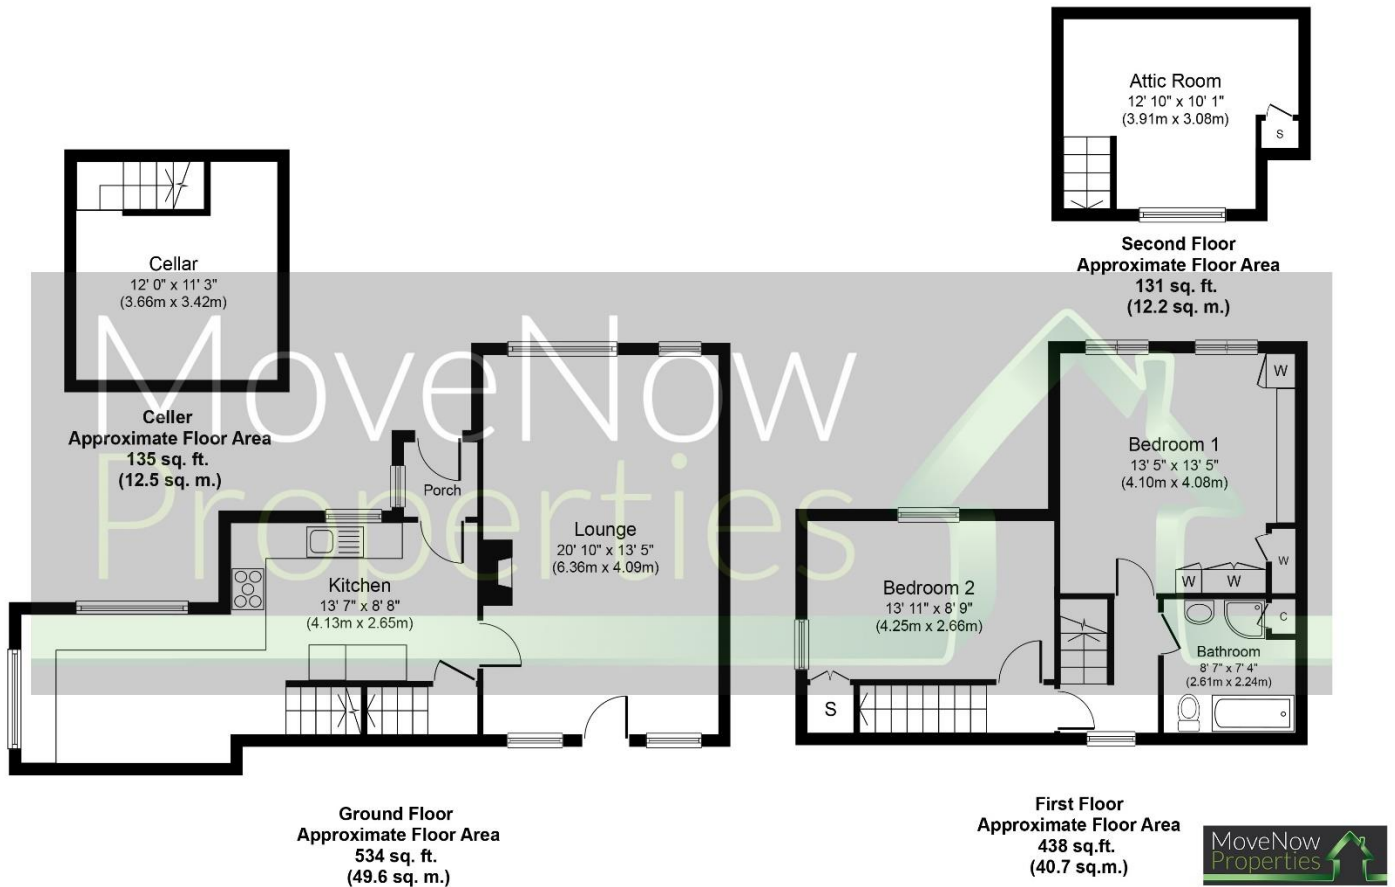 Attic Room
12' 10" x 10' 1"
(3.91m x 3.08m)
S
Second Floor
Approximate Floor Area
131 sq. ft.
(12.2 sq. m.)
Cellar
12' 0" x 11' 3"
(3.66m x 3.42m)
Celler
Approximate Floor Area
135 sq. ft.
(12.5 sq. m.)
MoveNow
Properties
Porch
Lounge
20' 10" x 13' 5"
(6.36m x 4.09m)
Kitchen
13' 7" x 8' 8"
(4.13m x 2.65m)
Ground Floor
Approximate Floor Area
534 sq. ft.
(49.6 sq. m.)
W
Bedroom 1
13' 5" x 13' 5"
(4.10m x 4.08m)
W
W
W
Bedroom 2
13' 11" x 8' 9"
(4.25m x 2.66m)
C
Bathroom
8' 7" x 7' 4"
(2.61m x 2.24m)
S
First Floor
Approximate Floor Area
438 sq.ft.
(40.7 sq.m.)
MoveNow
Properties